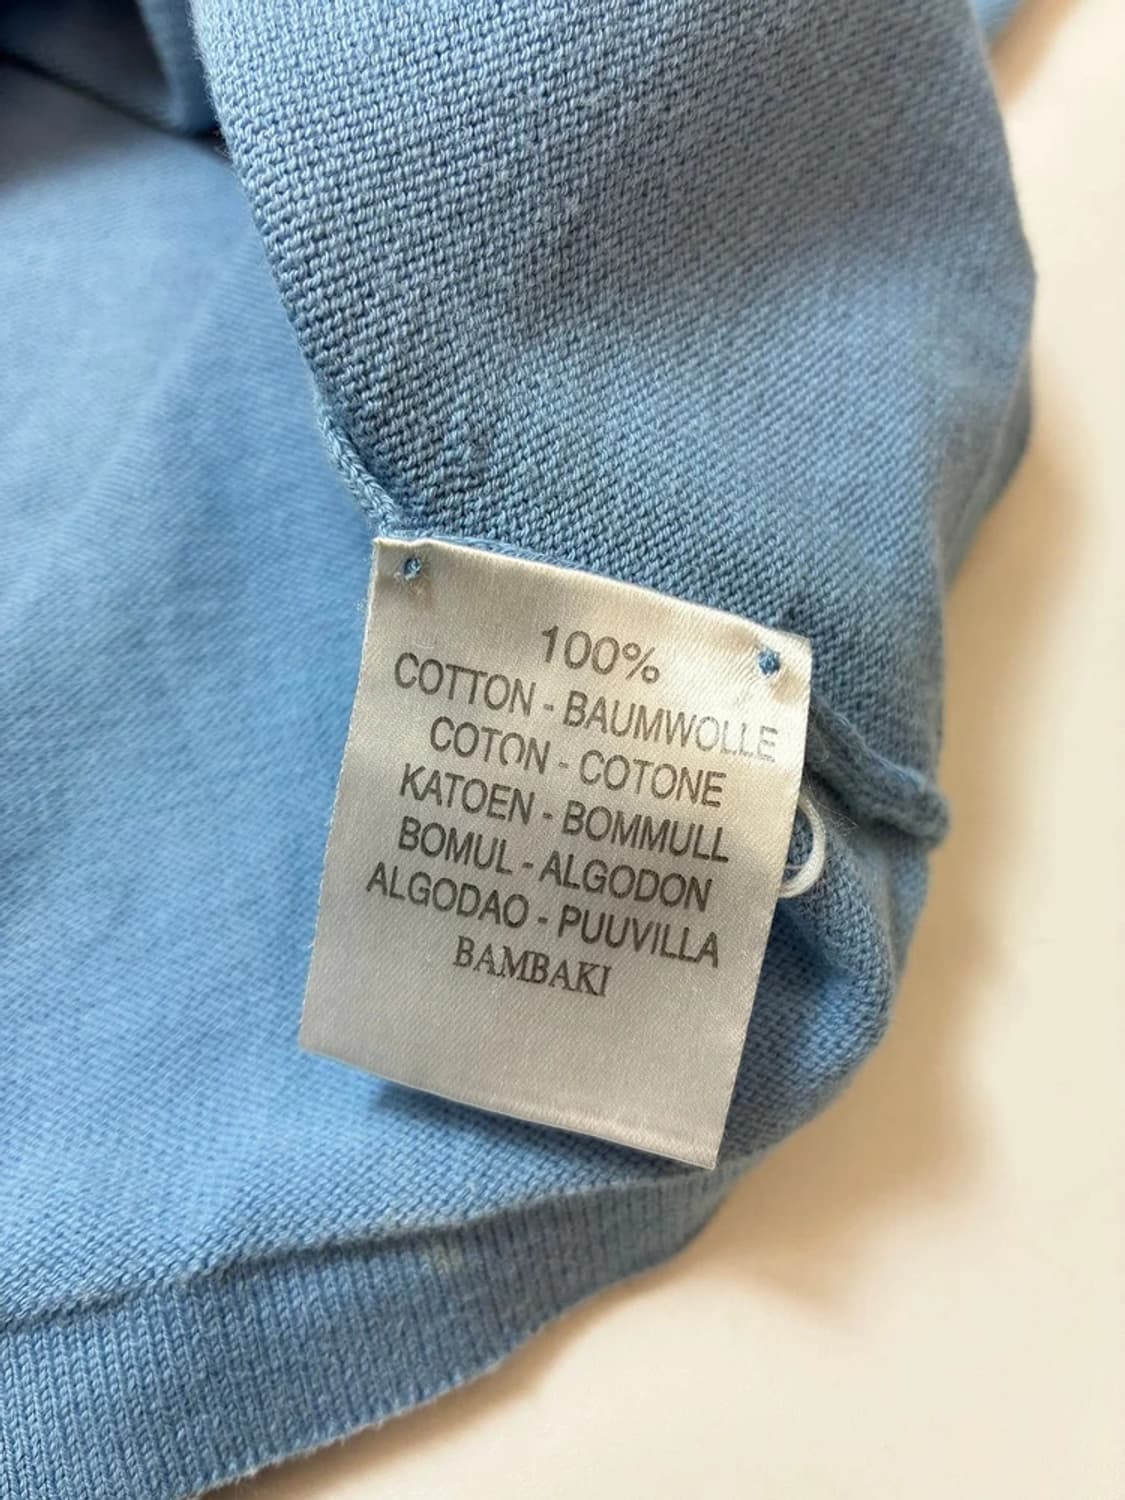 100%
COTTON - BAUMWOLLE
COTON - COTONE
KATOEN - BOMMULL
BOMUL - ALGODON
ALGODAO - PUUVILLA
BAMBAKI